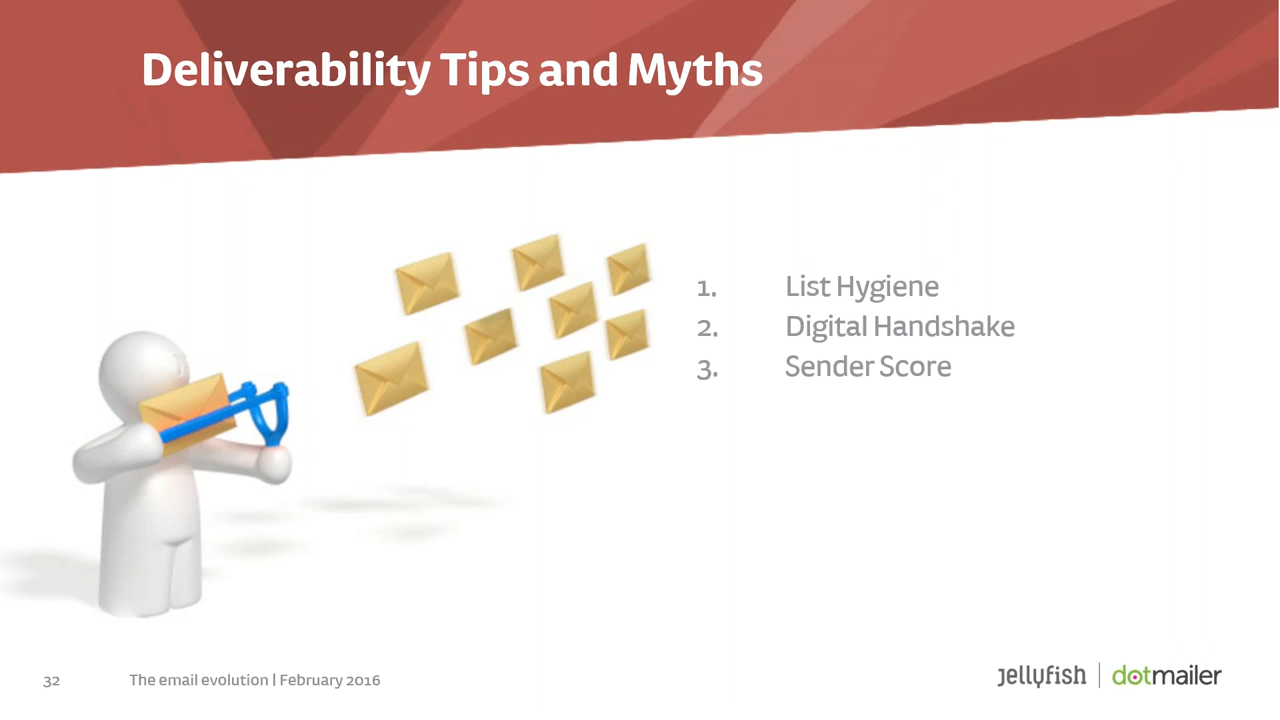 Deliverability Tips and Myths
1. List Hygiene
2. Digital Handshake
3. Sender Score
32 The email evolution | February 2016
jellyfish | dotmailer